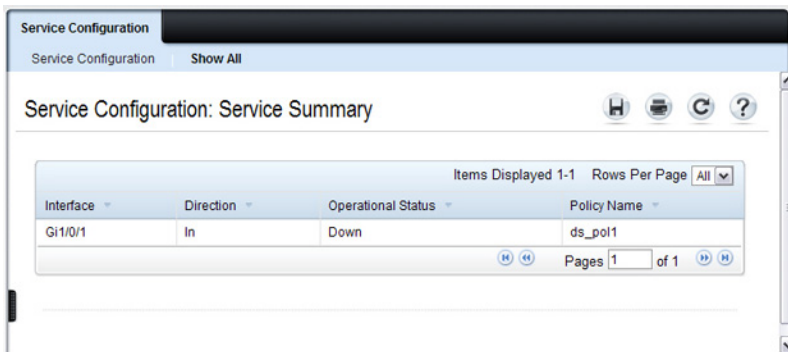 Service Configuration
Service Configuration Show All
Service Configuration: Service Summary
Items Displayed 1-1 Rows Per Page All
Interface Direction Operational Status Policy Name
Gi1/0/1 In Down ds_pol1
Pages 1 of 1